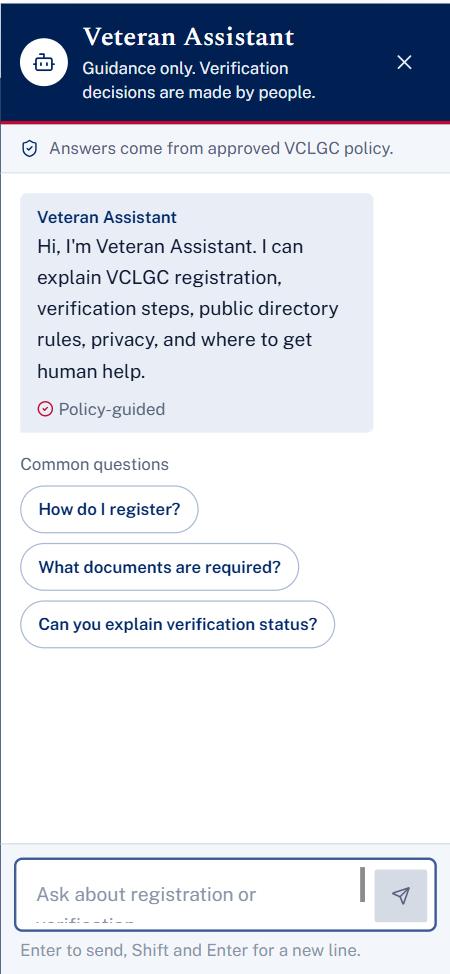 Veteran Assistant
Guidance only. Verification
decisions are made by people.
Answers come from approved VCLGC policy.
Veteran Assistant
Hi, I'm Veteran Assistant. I can
explain VCLGC registration,
verification steps, public directory
rules, privacy, and where to get
human help.
Policy-guided
Common questions
How do I register?
What documents are required?
Can you explain verification status?
Ask about registration or
verification
Enter to send, Shift and Enter for a new line.